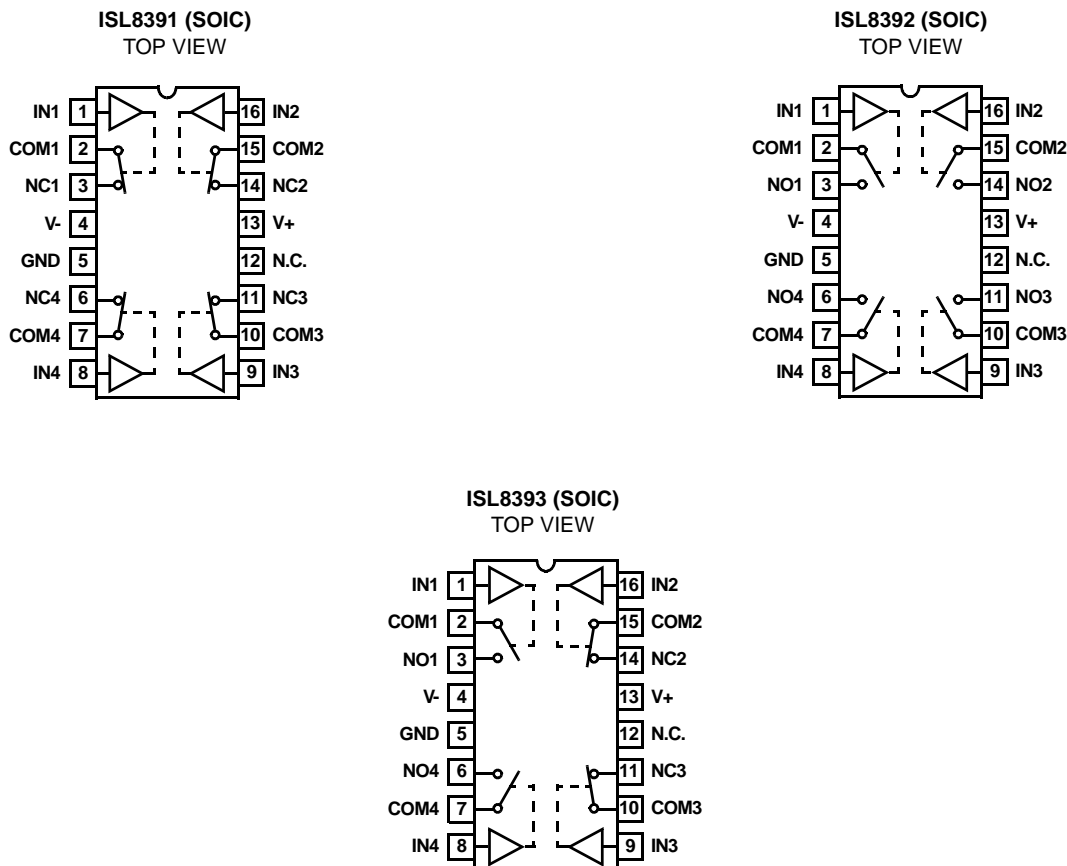 ISL8391 (SOIC)
TOP VIEW
IN1 1 16 IN2
COM1 2 15 COM2
NC1 3 14 NC2
V- 4 13 V+
GND 5 12 N.C.
NC4 6 11 NC3
COM4 7 10 COM3
IN4 8 9 IN3
ISL8392 (SOIC)
TOP VIEW
IN1 1 16 IN2
COM1 2 15 COM2
NO1 3 14 NO2
V- 4 13 V+
GND 5 12 N.C.
NO4 6 11 NO3
COM4 7 10 COM3
IN4 8 9 IN3
ISL8393 (SOIC)
TOP VIEW
IN1 1 16 IN2
COM1 2 15 COM2
NO1 3 14 NC2
V- 4 13 V+
GND 5 12 N.C.
NO4 6 11 NC3
COM4 7 10 COM3
IN4 8 9 IN3